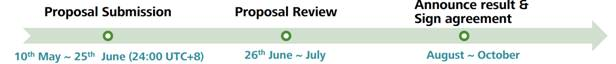 Proposal Submission
Proposal Review
Announce result &
Sign agreement
10th May ~ 25th June (24:00 UTC+8)
26th June ~ July
August ~ October